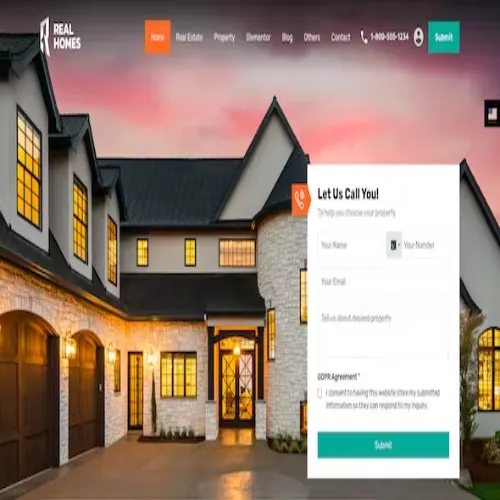 REAL
HOMES
Home Real Estate Property Elementor Blog Others Contact 1-800-555-1234 Submit
Let Us Call You!
To help you choose your property
Your Name Your Number
Your Email
Tell us about desired property
GDPR Agreement *
I consent to having this website store my submitted
information so they can respond to my inquiry.
Submit